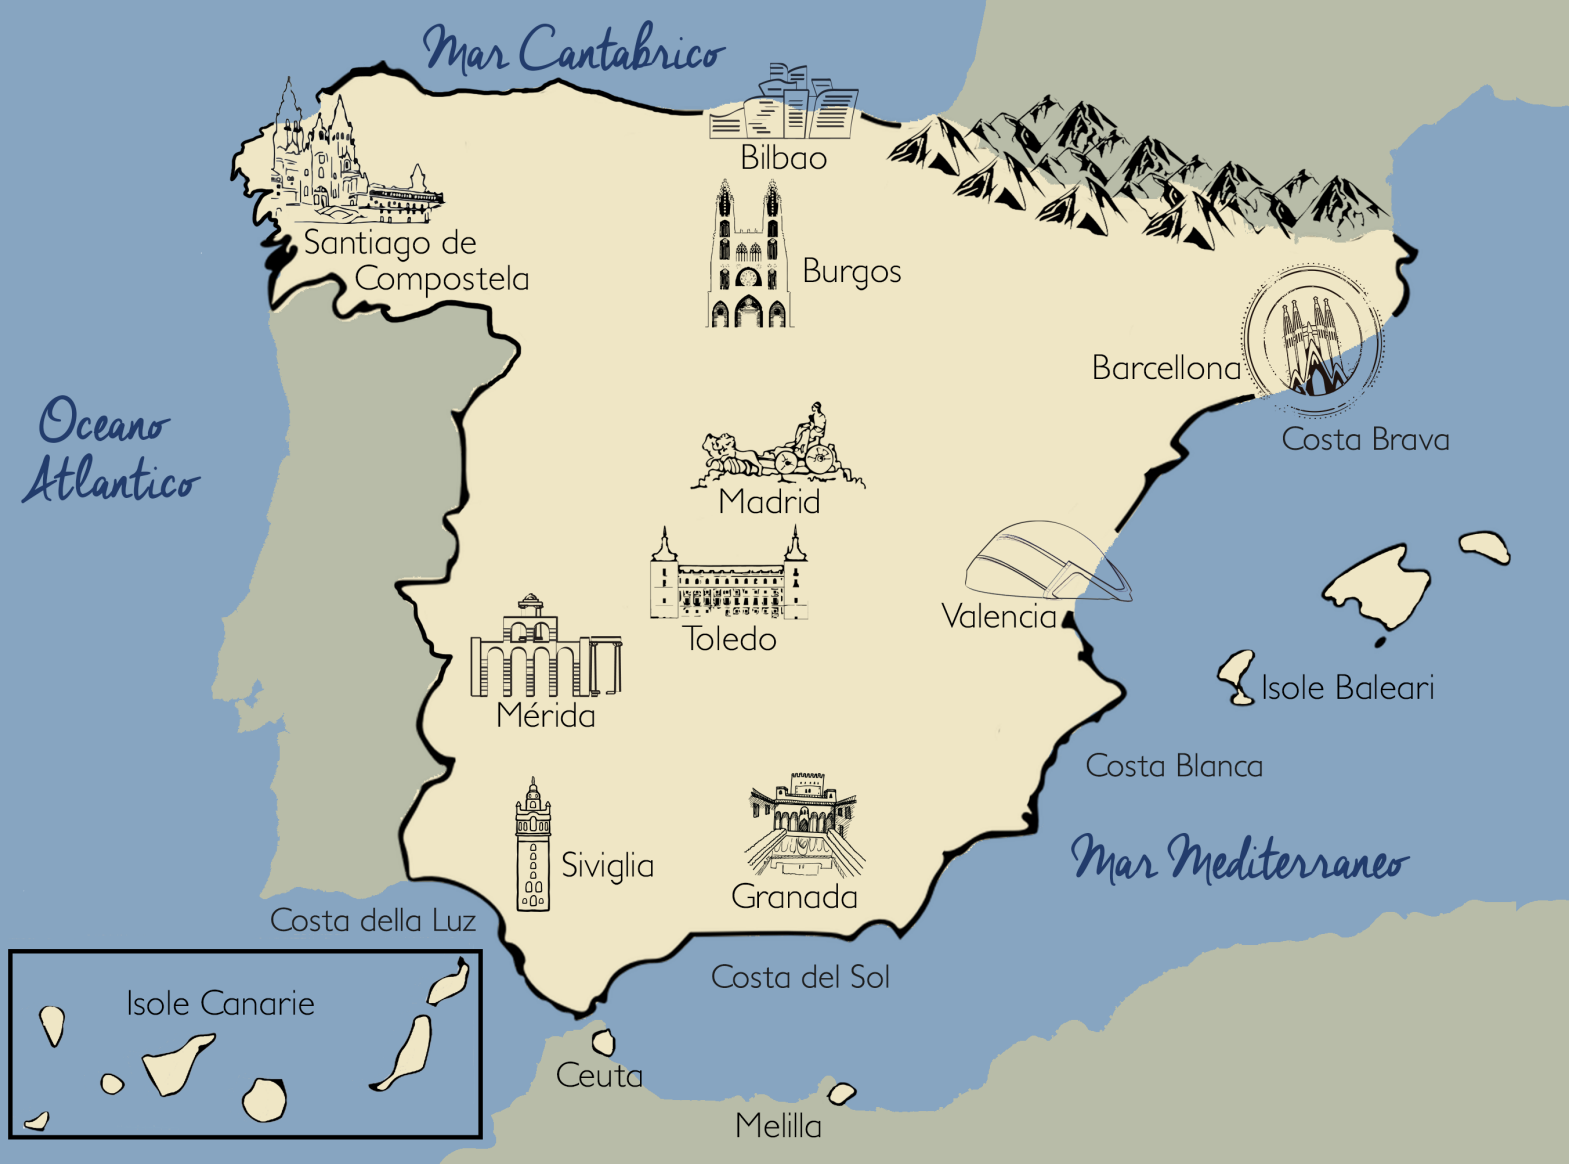 Mar Cantabrico
Bilbao
Santiago de
Compostela
Burgos
Barcellona
Oceano
Atlantico
Costa Brava
Madrid
Valencia
Toledo
Isole Baleari
Mérida
Costa Blanca
Mar Mediterraneo
Siviglia
Granada
Costa della Luz
Costa del Sol
Isole Canarie
Ceuta
Melilla